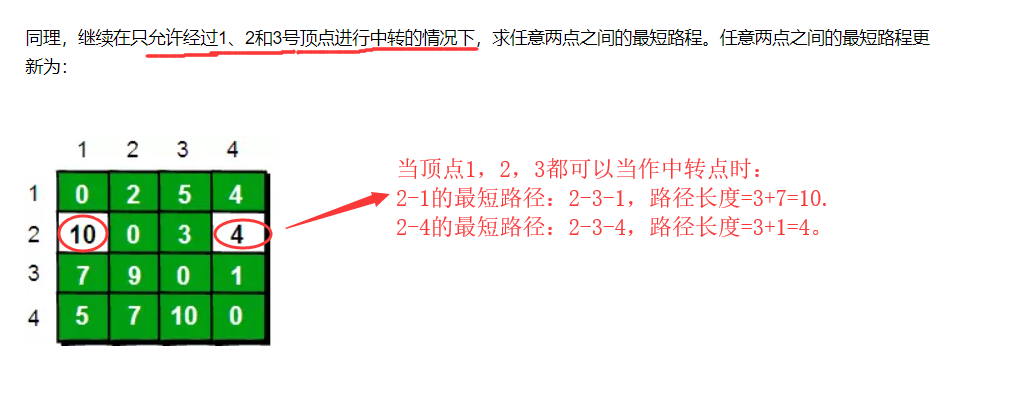 同理，继续在只允许经过1、2和3号顶点进行中转的情况下，求任意两点之间的最短路程。任意两点之间的最短路程更
新为：
1 2 3 4
1 0 2 5 4
2 10 0 3 4
3 7 9 0 1
4 5 7 10 0
当顶点1，2，3都可以当作中转点时：
2-1的最短路径：2-3-1，路径长度=3+7=10.
2-4的最短路径：2-3-4，路径长度=3+1=4。